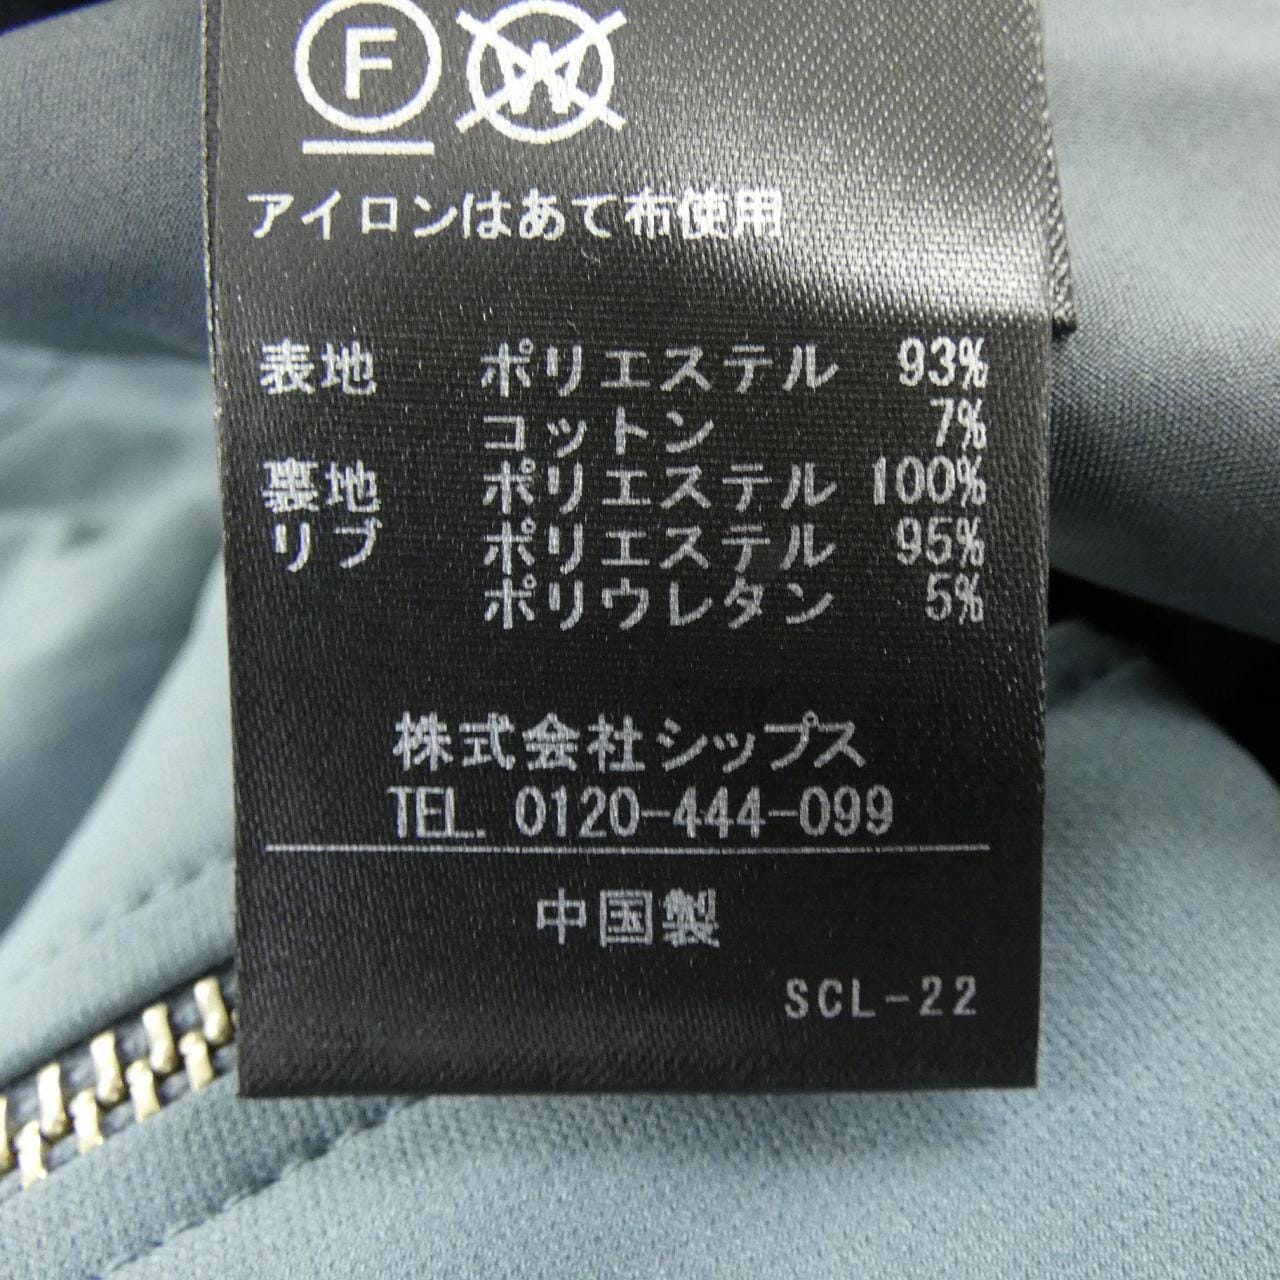 F W
アイロンはあて布使用
表地 ポリエステル 93%
コットン 7%
裏地 ポリエステル 100%
リブ ポリエステル 95%
ポリウレタン 5%
株式会社シップス
TEL. 0120-444-099
中国製
SCL-22